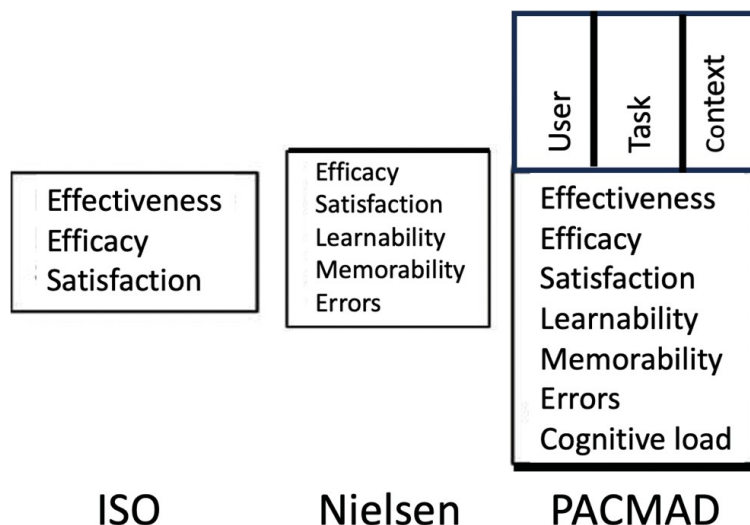 User
Task
Context
Effectiveness
Efficacy
Satisfaction
Efficacy
Satisfaction
Learnability
Memorability
Errors
Effectiveness
Efficacy
Satisfaction
Learnability
Memorability
Errors
Cognitive load
ISO
Nielsen
PACMAD